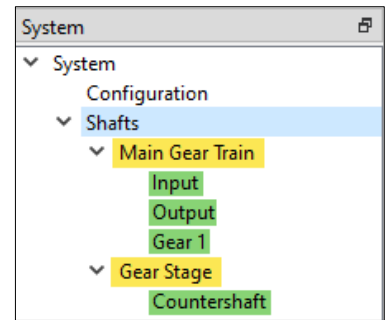 System
System
Configuration
Shafts
Main Gear Train
Input
Output
Gear 1
Gear Stage
Countershaft